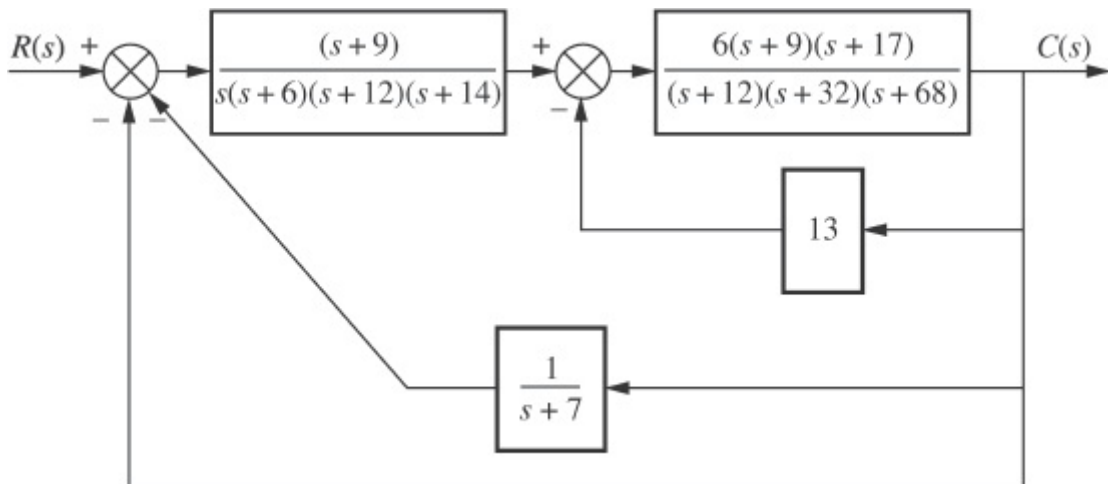 R(s) + (s + 9) + 6(s + 9)(s + 17) C(s)
s(s + 6)(s + 12)(s + 14) (s + 12)(s + 32)(s + 68)
− − −
13
1
s + 7